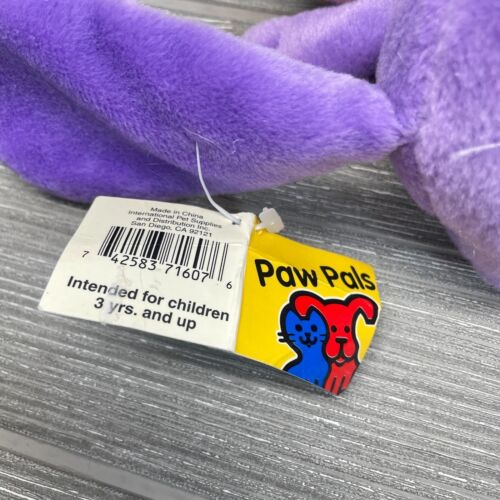 Made in China
International Pet Supplies
and Distribution Inc.
San Diego, CA 92121
7 42583 71607 6
Intended for children
3 yrs. and up
Paw Pals